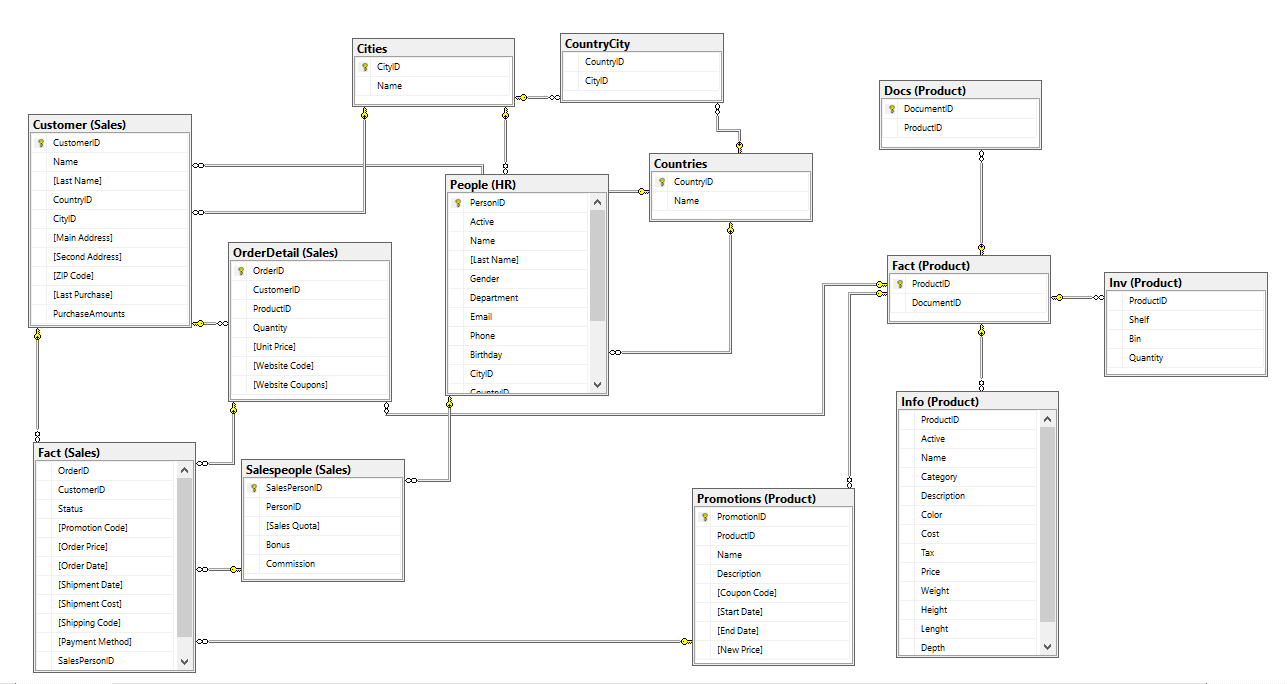 Cities
CityID
Name
CountryCity
CountryID
CityID
Docs (Product)
DocumentID
ProductID
Customer (Sales)
CustomerID
Name
[Last Name]
CountryID
CityID
[Main Address]
[Second Address]
[ZIP Code]
[Last Purchase]
PurchaseAmounts
Countries
CountryID
Name
People (HR)
PersonID
Active
Name
[Last Name]
Gender
Department
Email
Phone
Birthday
CityID
CountryID
OrderDetail (Sales)
OrderID
CustomerID
ProductID
Quantity
[Unit Price]
[Website Code]
[Website Coupons]
Fact (Product)
ProductID
DocumentID
Inv (Product)
ProductID
Shelf
Bin
Quantity
Info (Product)
ProductID
Active
Name
Category
Description
Color
Cost
Tax
Price
Weight
Height
Lenght
Depth
Fact (Sales)
OrderID
CustomerID
Status
[Promotion Code]
[Order Price]
[Order Date]
[Shipment Date]
[Shipment Cost]
[Shipping Code]
[Payment Method]
SalesPersonID
Salespeople (Sales)
SalesPersonID
PersonID
[Sales Quota]
Bonus
Commission
Promotions (Product)
PromotionID
ProductID
Name
Description
[Coupon Code]
[Start Date]
[End Date]
[New Price]